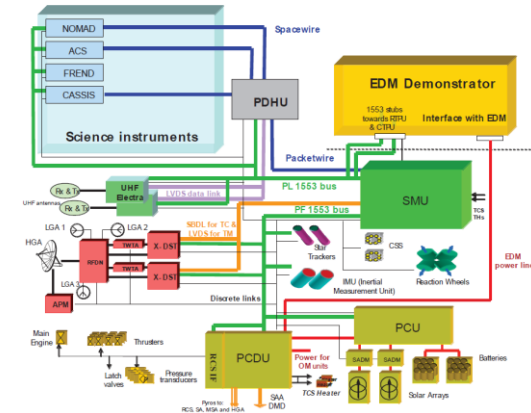 NOMAD
ACS
FREND
CASSIS
Science instruments
Spacewire
PDHU
EDM Demonstrator
1553 stubs
towards RTPU
& CTPU
Interface with EDM
Packetwire
UHF
Electra
Rx & Tx
UHF antennas
Rx & Tx
LVDS data link
PL 1553 bus
PF 1553 bus
SMU
TCS
THs
SBDL for TC &
LVDS for TM
LGA 1
LGA 2
HGA
RFDN
TWTA
TWTA
X-DST
X-DST
LGA 3
APM
Discrete links
Star
Trackers
CSS
IMU (Inertial
Measurement Unit)
Reaction Wheels
EDM
power line
Main
Engine
Thrusters
Latch
valves
Pressure
transducers
RCS IF
PCDU
PCU
Power for
OM units
TCS Heater
SADM
SADM
Batteries
Solar Arrays
Pyros to:
RCS, SA, MSA and HGA
SAA
DMD